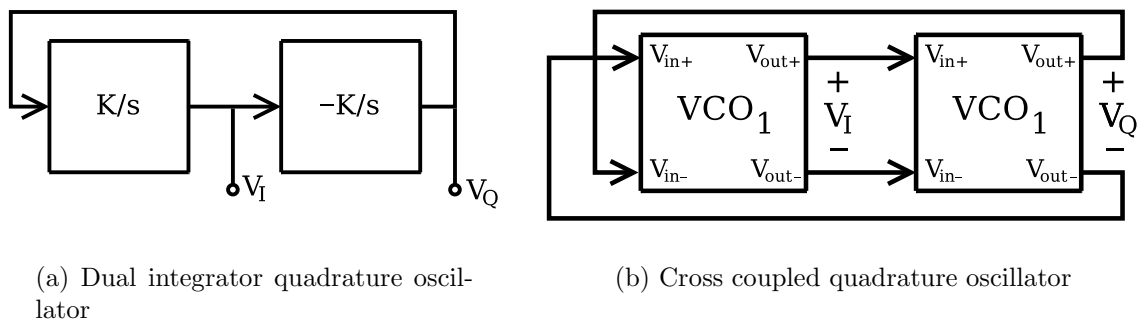 K/s
–K/s
V_I
V_Q
(a) Dual integrator quadrature oscil-
lator
V_in+
V_out+
VCO_1
V_in–
V_out–
+
V_I
–
V_in+
V_out+
VCO_1
V_in–
V_out–
+
V_Q
–
(b) Cross coupled quadrature oscillator